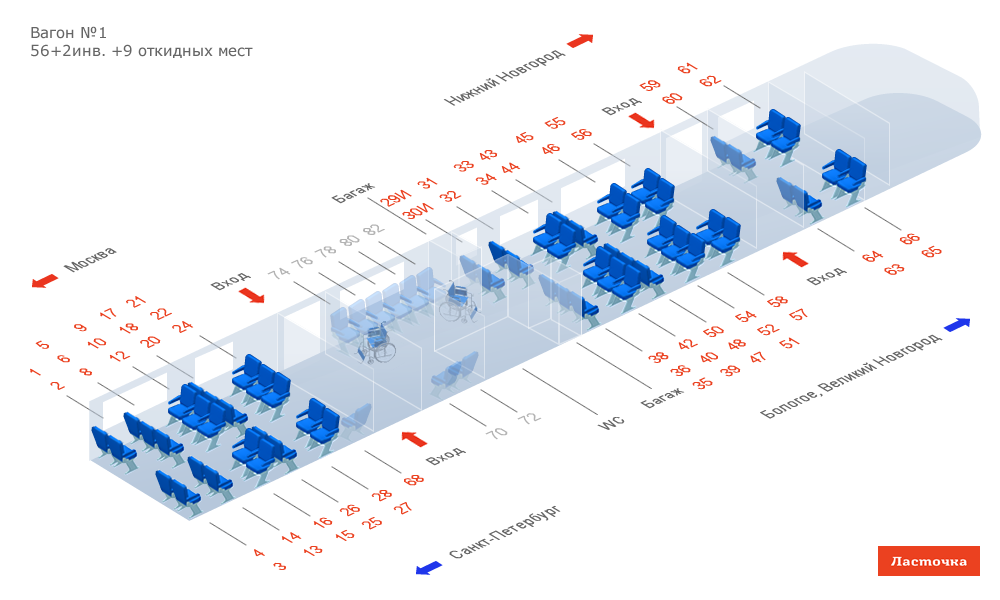 Вагон №1
56+2инв. +9 откидных мест
Нижний Новгород
Вход
59 61
60 62
Багаж
29И 31 33 43 45 55
30И 32 34 44 46 56
Москва
Вход
74 76 78 80 82
1 5 9 17 21
2 6 10 18 22
8 12 20 24
4 14 16 26 28 68
3 13 15 25 27
Вход
70 72
WC
Багаж
38 42 50 54 58
36 40 48 52 57
35 39 47 51
Вход
64 66
63 65
Бологое, Великий Новгород
Санкт-Петербург
Ласточка